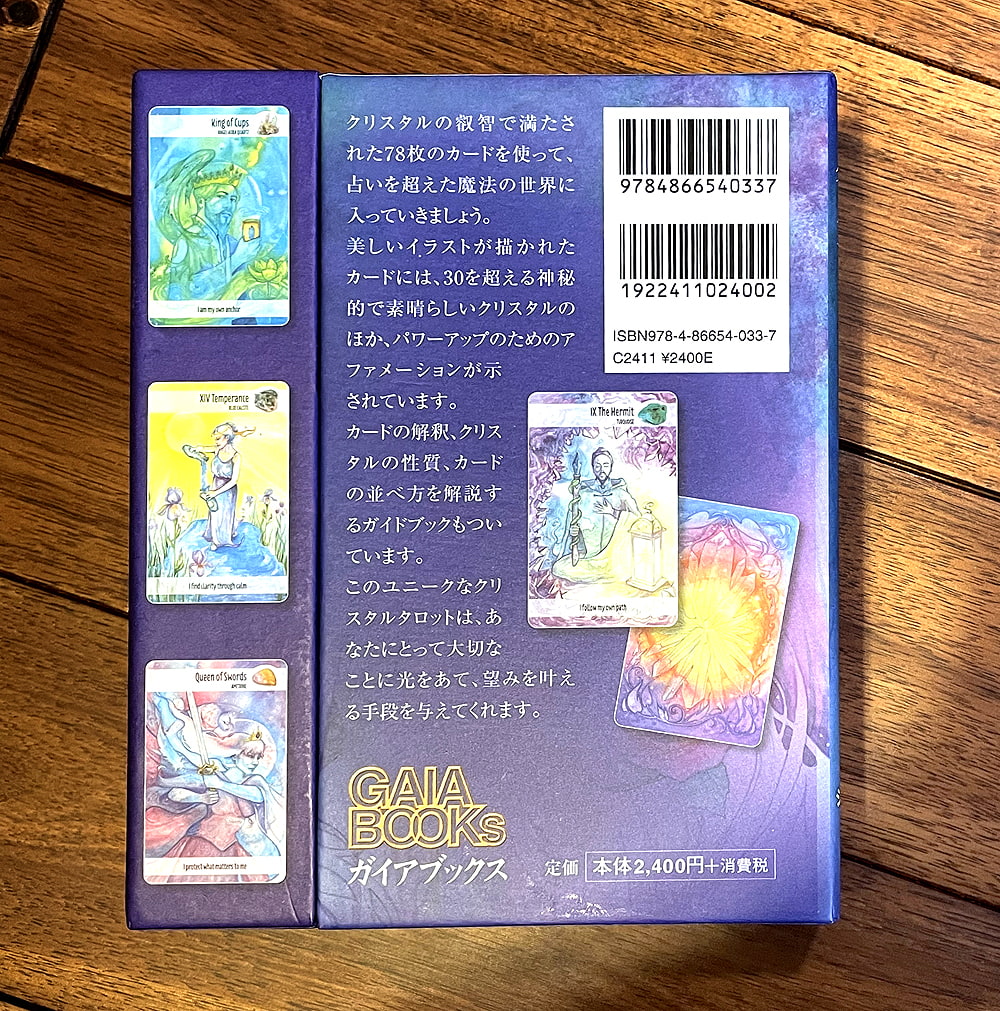 King of Cups
ANGEL AURA QUARTZ
I am my own anchor
XIV Temperance
BLUE CALCITE
I find clarity through calm
Queen of Swords
AMETRINE
I protect what matters to me
クリスタルの叡智で満たさ
れた78枚のカードを使って、
占いを超えた魔法の世界に
入っていきましょう。
美しいイラストが描かれた
カードには、30を超える神秘
的で素晴らしいクリスタルの
ほか、パワーアップのためのア
ファメーションが示
されています。
カードの解釈、クリス
タルの性質、カード
の並べ方を解説す
るガイドブックもつい
ています。
このユニークなクリ
スタルタロットは、あ
なたにとって大切な
ことに光をあて、望みを叶え
る手段を与えてくれます。
9784866540337
1922411024002
ISBN978-4-86654-033-7
C2411 ¥2400E
IX The Hermit
TURQUOISE
I follow my own path
GAIA
BOOKs
ガイアブックス
定価 本体2,400円+消費税